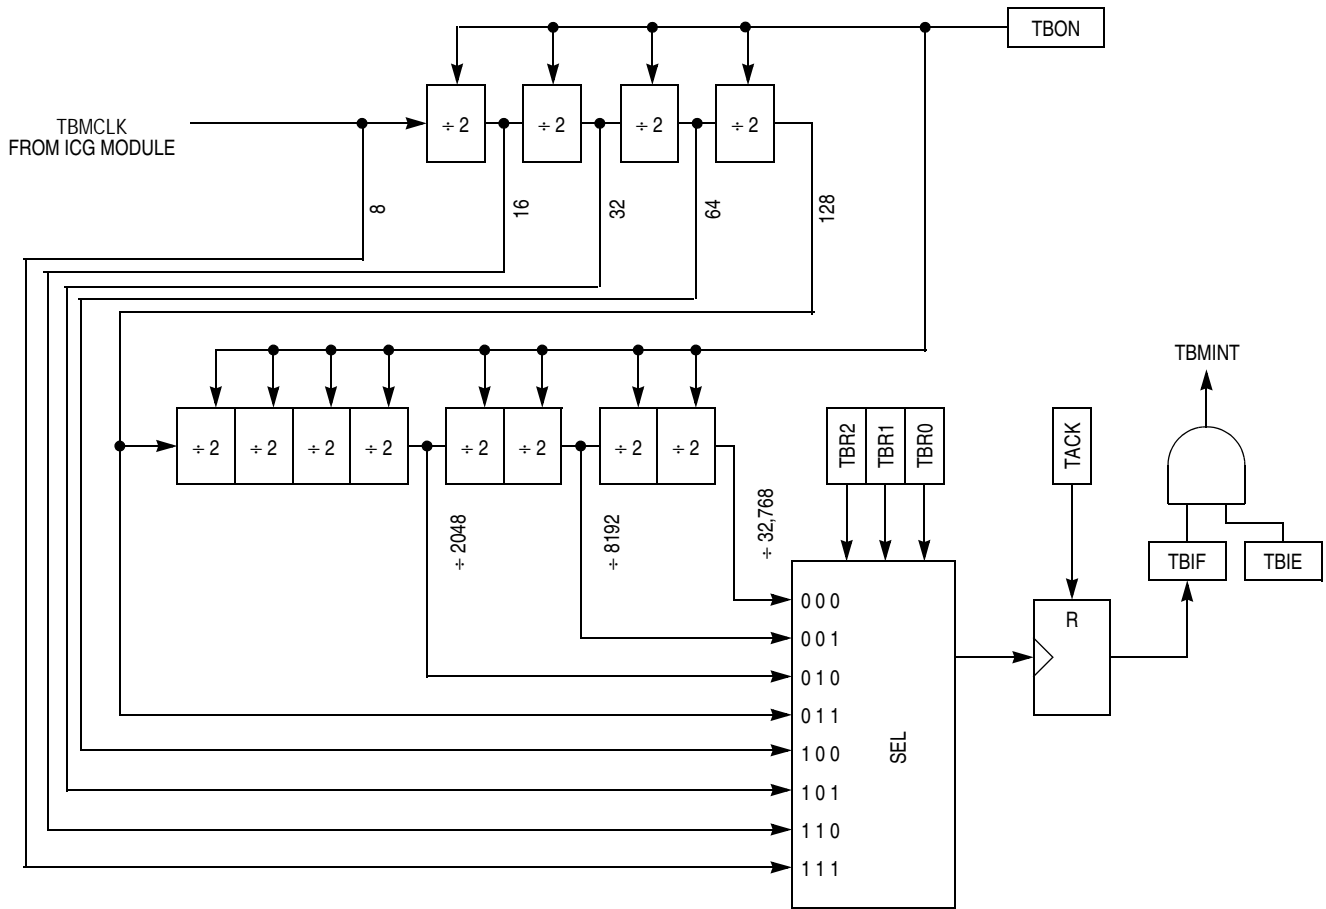 TBON
TBMCLK
FROM ICG MODULE
÷ 2
÷ 2
÷ 2
÷ 2
8
16
32
64
128
TBMINT
÷ 2
÷ 2
÷ 2
÷ 2
÷ 2
÷ 2
÷ 2
÷ 2
TBR2
TBR1
TBR0
TACK
÷ 2048
÷ 8192
÷ 32,768
TBIF
TBIE
0 0 0
R
0 0 1
0 1 0
0 1 1
SEL
1 0 0
1 0 1
1 1 0
1 1 1